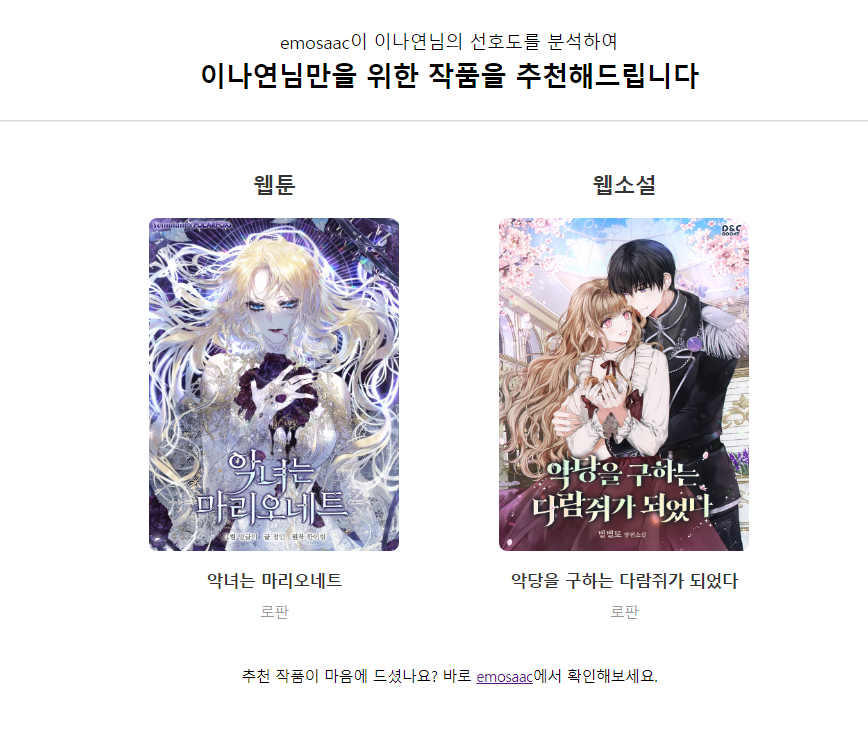 emosaac이 이나연님의 선호도를 분석하여
이나연님만을 위한 작품을 추천해드립니다
웹툰
웹소설
Yeondam x POLARFOX
악녀는
마리오네트
D&C
BOOKS
악당을 구하는
다람쥐가 되었다
악녀는 마리오네트
로판
악당을 구하는 다람쥐가 되었다
로판
추천 작품이 마음에 드셨나요? 바로 emosaac에서 확인해보세요.